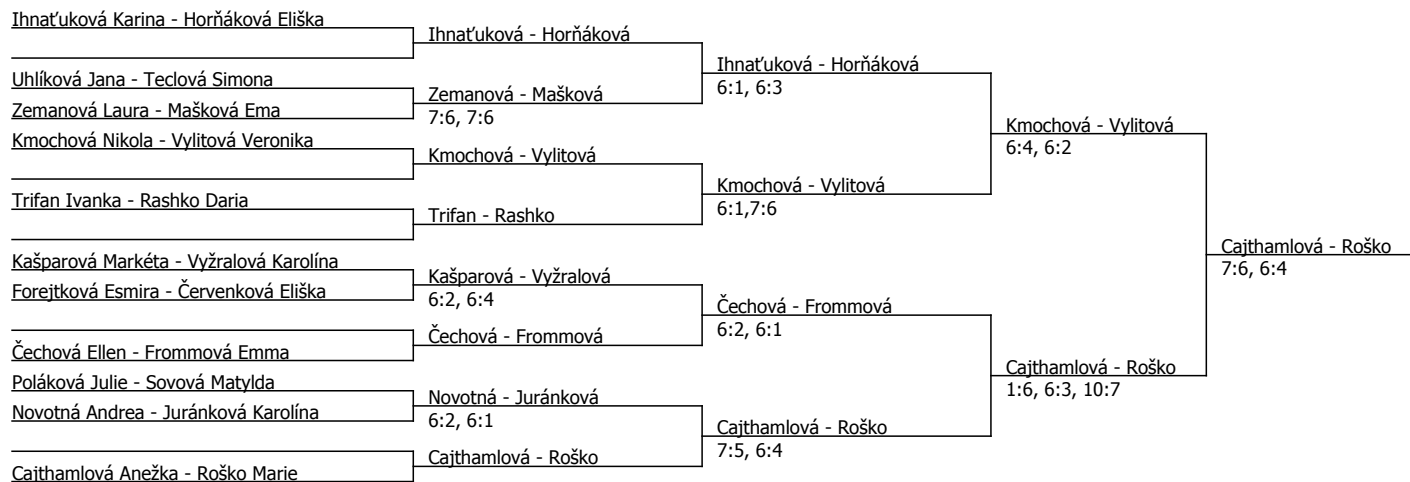 Ihnaťuková Karina - Horňáková Eliška
Uhlíková Jana - Teclová Simona
Zemanová Laura - Mašková Ema
Kmochová Nikola - Vylitová Veronika
Trifan Ivanka - Rashko Daria
Kašparová Markéta - Vyžralová Karolína
Forejtková Esmira - Červenková Eliška
Čechová Ellen - Frommová Emma
Poláková Julie - Sovová Matylda
Novotná Andrea - Juránková Karolína
Cajthamlová Anežka - Roško Marie
Ihnaťuková - Horňáková
Zemanová - Mašková
7:6, 7:6
Kmochová - Vylitová
Trifan - Rashko
Kašparová - Vyžralová
6:2, 6:4
Čechová - Frommová
Novotná - Juránková
6:2, 6:1
Cajthamlová - Roško
Ihnaťuková - Horňáková
6:1, 6:3
Kmochová - Vylitová
6:1,7:6
Čechová - Frommová
6:2, 6:1
Cajthamlová - Roško
7:5, 6:4
Kmochová - Vylitová
6:4, 6:2
Cajthamlová - Roško
1:6, 6:3, 10:7
Cajthamlová - Roško
7:6, 6:4